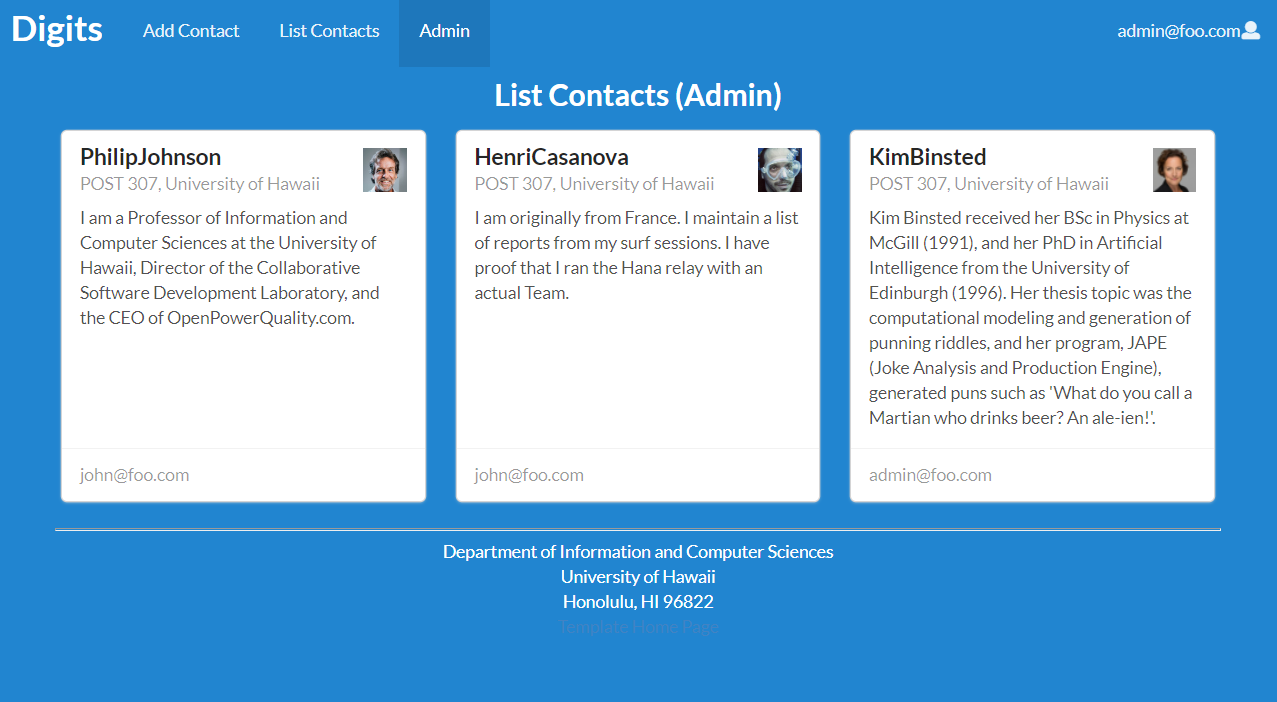 Digits
Add Contact
List Contacts
Admin
admin@foo.com
List Contacts (Admin)
PhilipJohnson
POST 307, University of Hawaii
I am a Professor of Information and
Computer Sciences at the University of
Hawaii, Director of the Collaborative
Software Development Laboratory, and
the CEO of OpenPowerQuality.com.
john@foo.com
HenriCasanova
POST 307, University of Hawaii
I am originally from France. I maintain a list
of reports from my surf sessions. I have
proof that I ran the Hana relay with an
actual Team.
john@foo.com
KimBinsted
POST 307, University of Hawaii
Kim Binsted received her BSc in Physics at
McGill (1991), and her PhD in Artificial
Intelligence from the University of
Edinburgh (1996). Her thesis topic was the
computational modeling and generation of
punning riddles, and her program, JAPE
(Joke Analysis and Production Engine),
generated puns such as 'What do you call a
Martian who drinks beer? An ale-ien!'.
admin@foo.com
Department of Information and Computer Sciences
University of Hawaii
Honolulu, HI 96822
Template Home Page